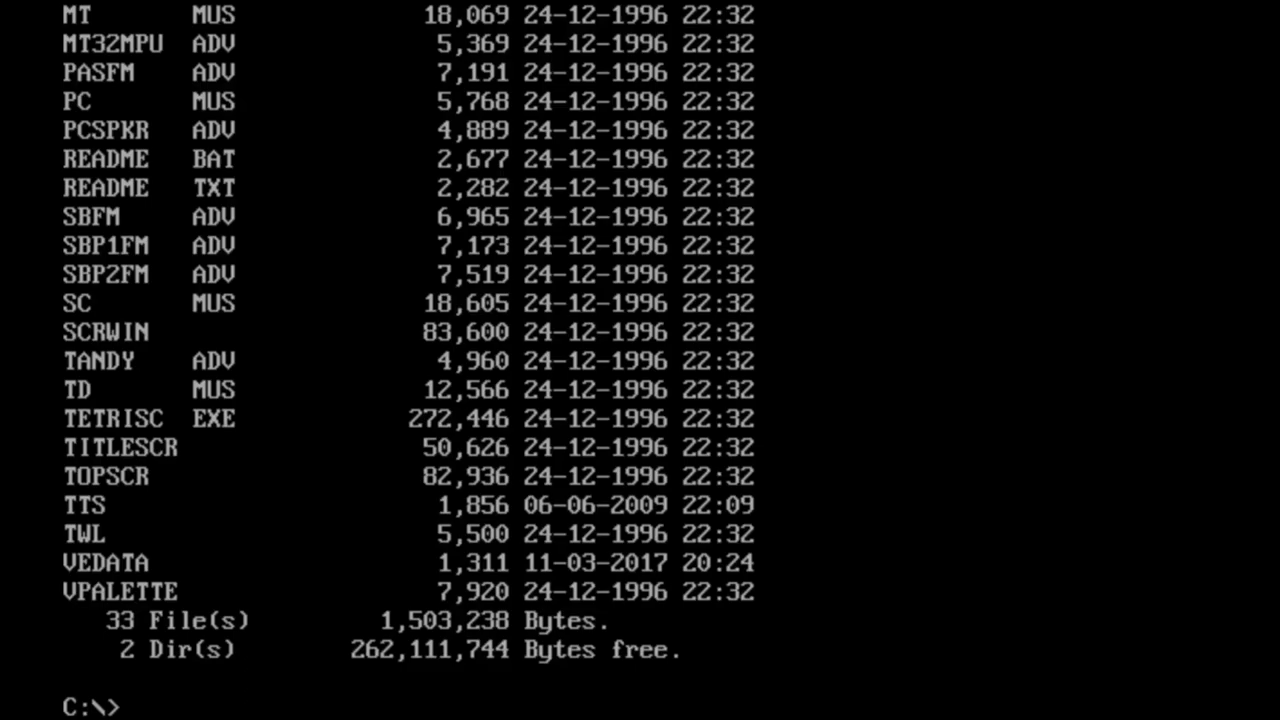 MT       MUS             18,069 24-12-1996 22:32
MT32MPU  ADV              5,369 24-12-1996 22:32
PASFM    ADV              7,191 24-12-1996 22:32
PC       MUS              5,768 24-12-1996 22:32
PCSPKR   ADV              4,889 24-12-1996 22:32
README   BAT              2,677 24-12-1996 22:32
README   TXT              2,282 24-12-1996 22:32
SBFM     ADV              6,965 24-12-1996 22:32
SBP1FM   ADV              7,173 24-12-1996 22:32
SBP2FM   ADV              7,519 24-12-1996 22:32
SC       MUS             18,605 24-12-1996 22:32
SCRWIN                   83,600 24-12-1996 22:32
TANDY    ADV              4,960 24-12-1996 22:32
TD       MUS             12,566 24-12-1996 22:32
TETRISC  EXE            272,446 24-12-1996 22:32
TITLESCR                 50,626 24-12-1996 22:32
TOPSCR                   82,936 24-12-1996 22:32
TTS                       1,856 06-06-2009 22:09
TWL                       5,500 24-12-1996 22:32
VEDATA                    1,311 11-03-2017 20:24
VPALETTE                  7,920 24-12-1996 22:32
   33 File(s)         1,503,238 Bytes.
    2 Dir(s)        262,111,744 Bytes free.
C:\>